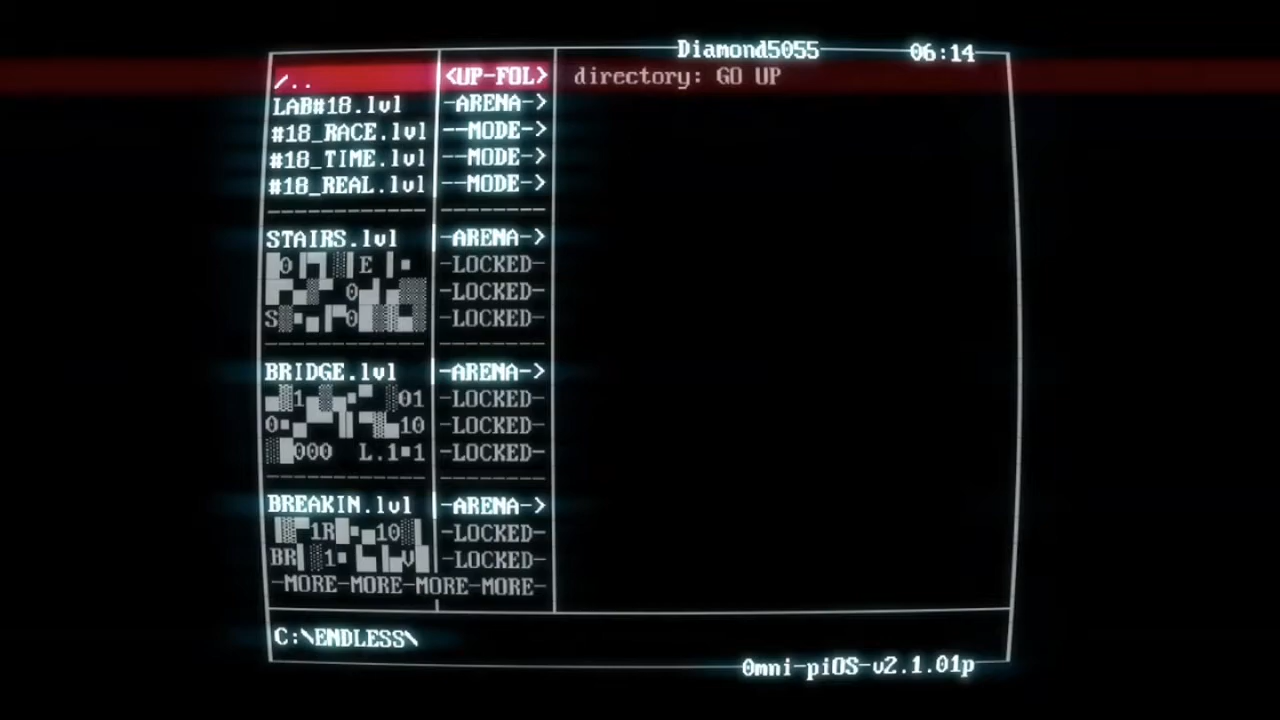 Diamond5055 06:14
/.. <UP-FOL> directory: GO UP
LAB#18.lvl -ARENA->
#18_RACE.lvl --MODE->
#18_TIME.lvl --MODE->
#18_REAL.lvl --MODE->
STAIRS.lvl -ARENA->
-LOCKED-
-LOCKED-
-LOCKED-
BRIDGE.lvl -ARENA->
-LOCKED-
-LOCKED-
-LOCKED-
BREAKIN.lvl -ARENA->
-LOCKED-
-LOCKED-
-MORE-MORE-MORE-MORE-
C:\ENDLESS\
0mni-piOS-v2.1.01p